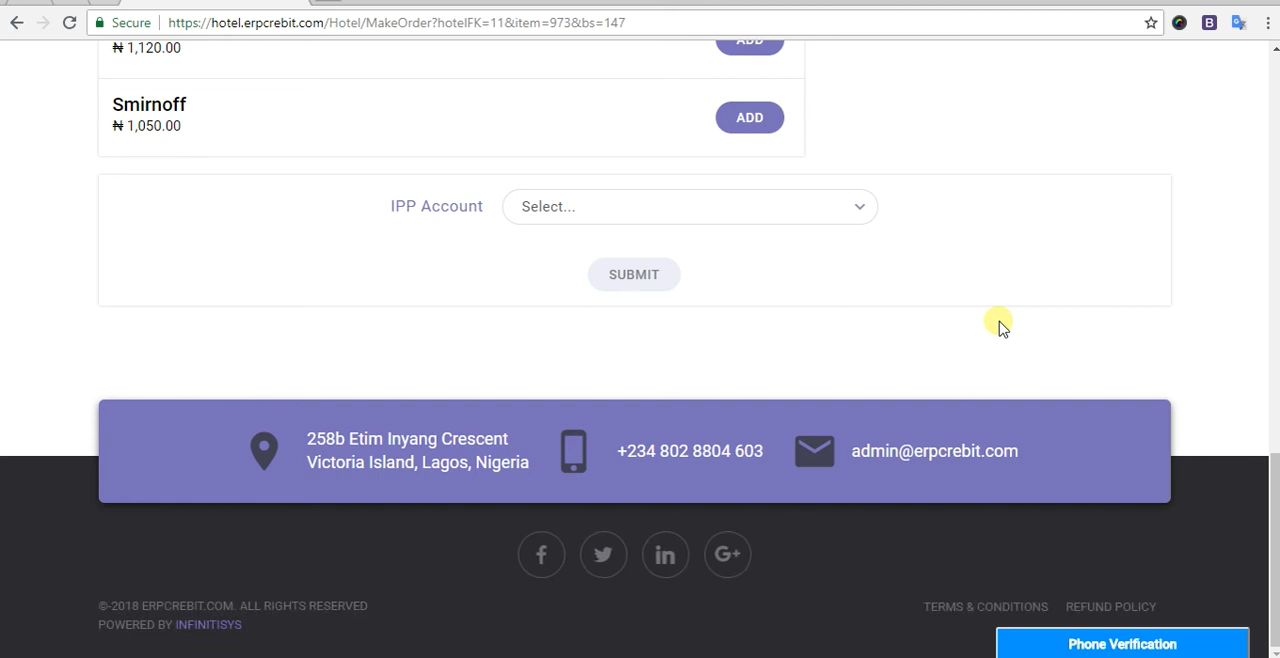 Secure
https://hotel.erpcrebit.com/Hotel/MakeOrder?hotelFK=11&item=973&bs=147
B
₦ 1,120.00
ADD
Smirnoff
₦ 1,050.00
ADD
IPP Account
Select...
SUBMIT
258b Etim Inyang Crescent
Victoria Island, Lagos, Nigeria
+234 802 8804 603
admin@erpcrebit.com
f
in
G+
©-2018 ERPCREBIT.COM. ALL RIGHTS RESERVED
POWERED BY INFINITISYS
TERMS & CONDITIONS
REFUND POLICY
Phone Verification